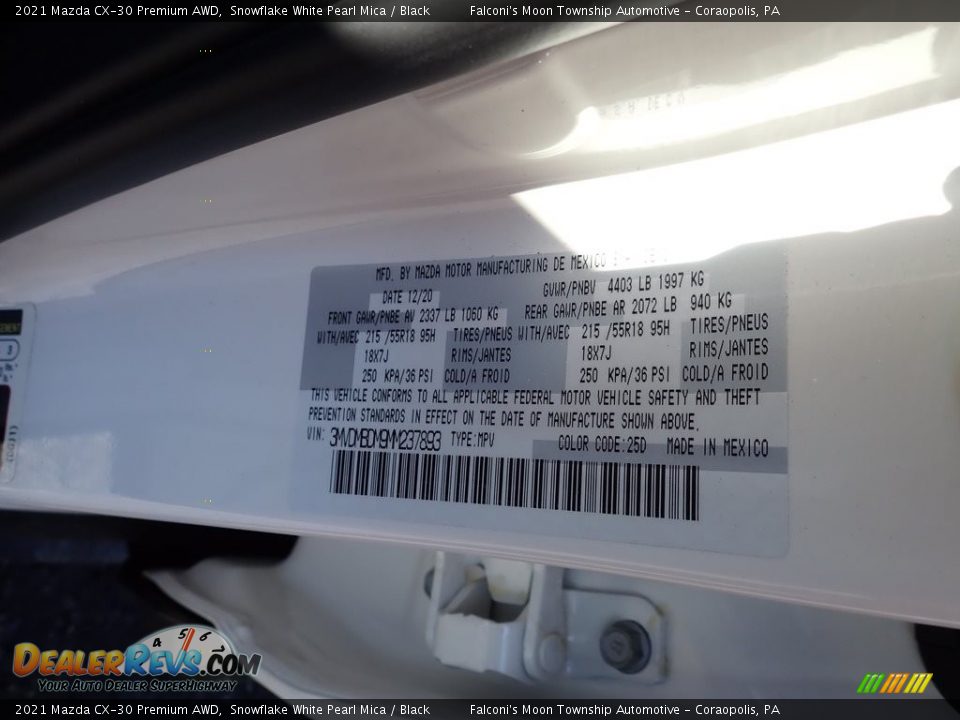 2021 Mazda CX-30 Premium AWD, Snowflake White Pearl Mica / Black Falconi's Moon Township Automotive - Coraopolis, PA
MFD. BY MAZDA MOTOR MANUFACTURING DE MEXICO
DATE 12/20 GVWR/PNBV 4403 LB 1997 KG
FRONT GAWR/PNBE AV 2337 LB 1060 KG REAR GAWR/PNBE AR 2072 LB 940 KG
WITH/AVEC 215 /55R18 95H TIRES/PNEUS WITH/AVEC 215 /55R18 95H TIRES/PNEUS
18X7J RIMS/JANTES 18X7J RIMS/JANTES
250 KPA/36 PSI COLD/A FROID 250 KPA/36 PSI COLD/A FROID
THIS VEHICLE CONFORMS TO ALL APPLICABLE FEDERAL MOTOR VEHICLE SAFETY AND THEFT
PREVENTION STANDARDS IN EFFECT ON THE DATE OF MANUFACTURE SHOWN ABOVE.
VIN: 3MVDMBDM9MM237893 TYPE:MPV COLOR CODE:25D MADE IN MEXICO
DEALERREVS.COM
YOUR AUTO DEALER SUPERHIGHWAY
4 5 6
2021 Mazda CX-30 Premium AWD, Snowflake White Pearl Mica / Black Falconi's Moon Township Automotive - Coraopolis, PA